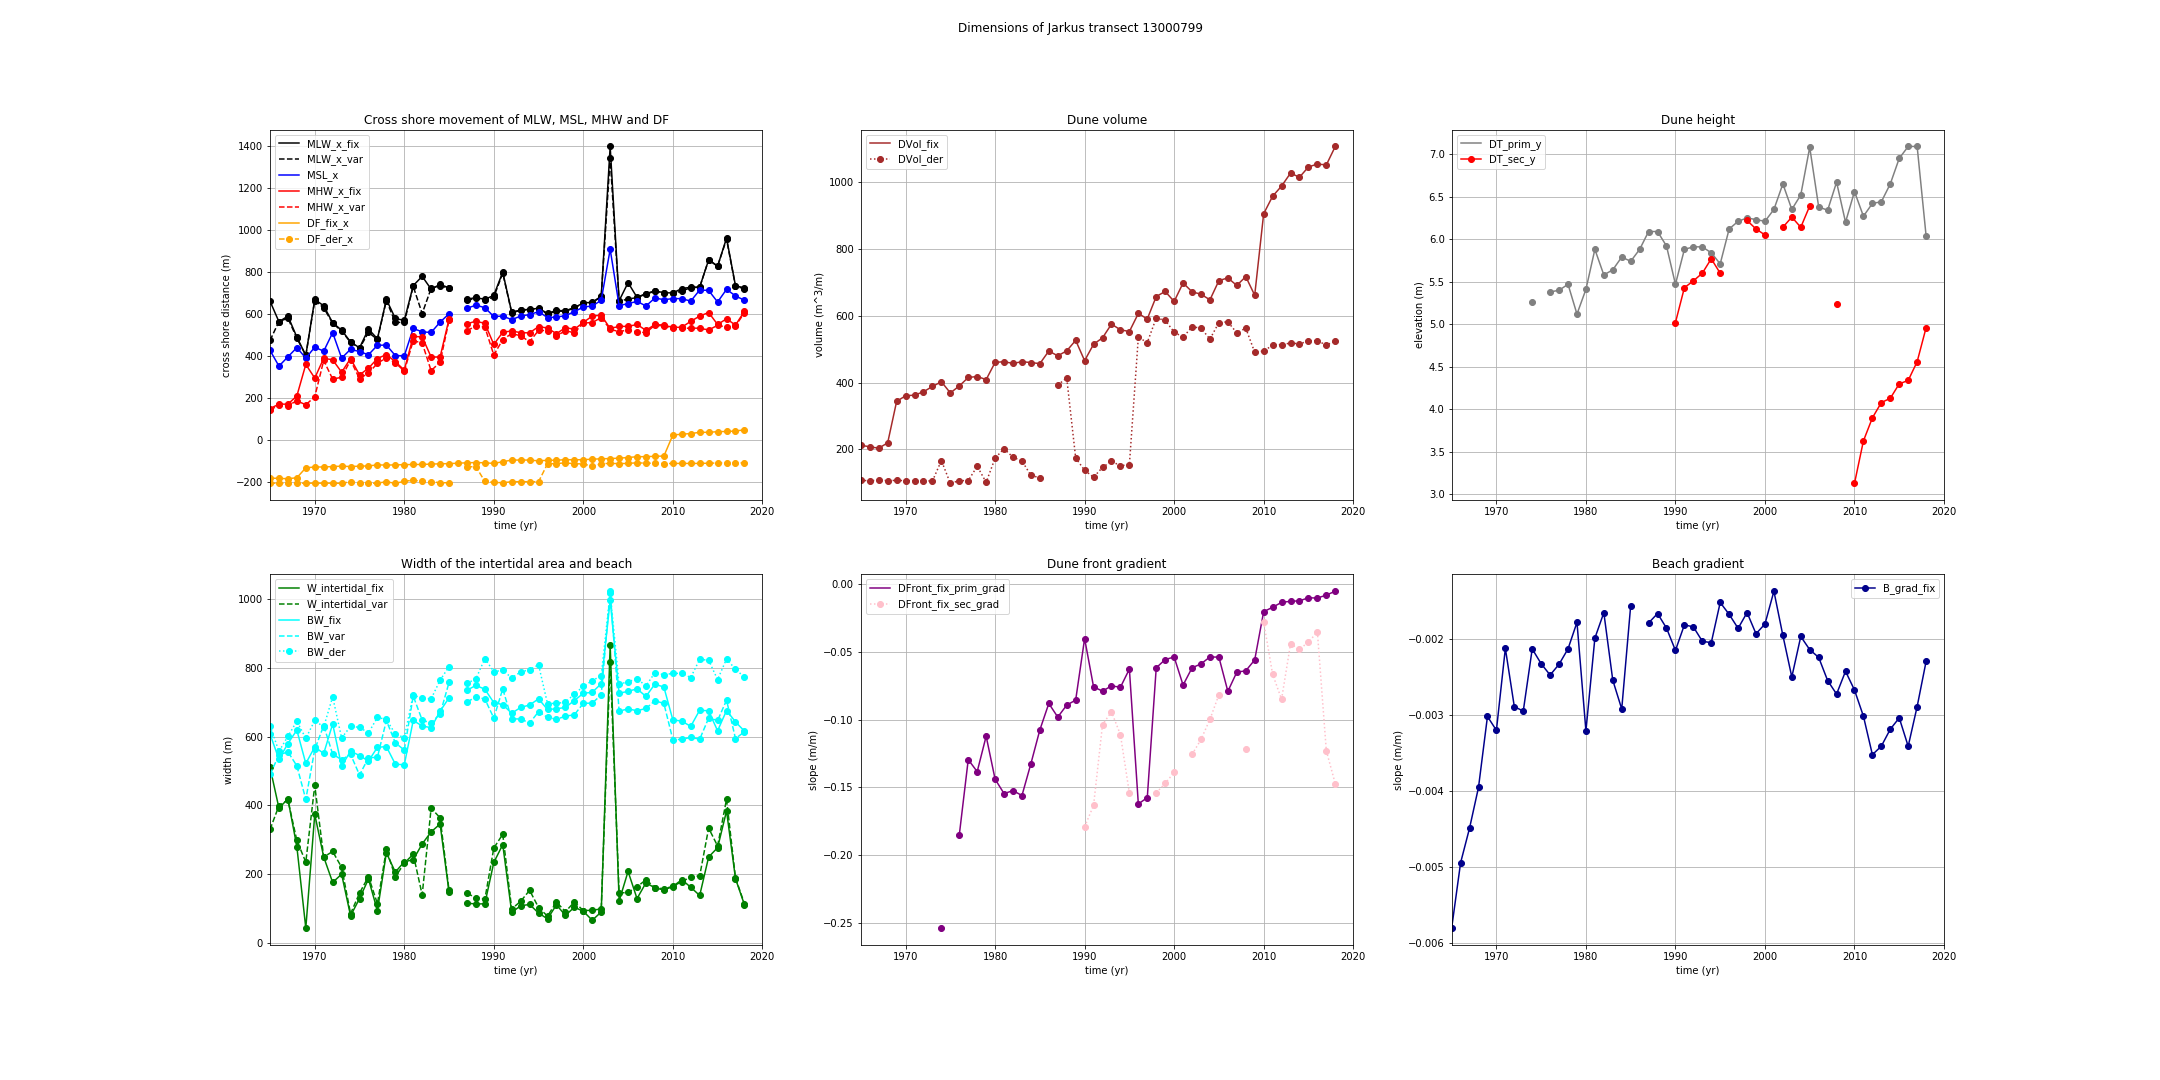 Dimensions of Jarkus transect 13000799
Cross shore movement of MLW, MSL, MHW and DF
MLW_x_fix
MLW_x_var
MSL_x
MHW_x_fix
MHW_x_var
DF_fix_x
DF_der_x
cross shore distance (m)
1400
1200
1000
800
600
400
200
0
−200
1970
1980
1990
2000
2010
2020
time (yr)
Dune volume
DVol_fix
DVol_der
volume (m^3/m)
1000
800
600
400
200
1970
1980
1990
2000
2010
2020
time (yr)
Dune height
DT_prim_y
DT_sec_y
elevation (m)
7.0
6.5
6.0
5.5
5.0
4.5
4.0
3.5
3.0
1970
1980
1990
2000
2010
2020
time (yr)
Width of the intertidal area and beach
W_intertidal_fix
W_intertidal_var
BW_fix
BW_var
BW_der
width (m)
1000
800
600
400
200
0
1970
1980
1990
2000
2010
2020
time (yr)
Dune front gradient
DFront_fix_prim_grad
DFront_fix_sec_grad
slope (m/m)
0.00
−0.05
−0.10
−0.15
−0.20
−0.25
1970
1980
1990
2000
2010
2020
time (yr)
Beach gradient
B_grad_fix
slope (m/m)
−0.002
−0.003
−0.004
−0.005
−0.006
1970
1980
1990
2000
2010
2020
time (yr)